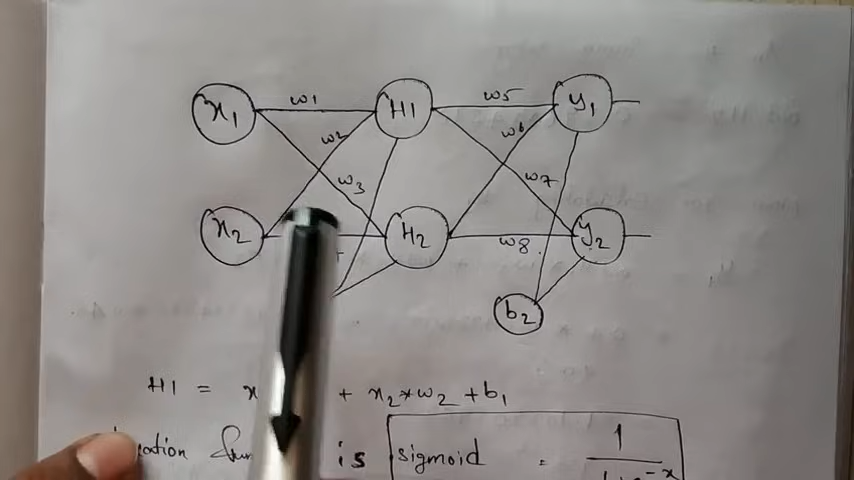 x1 w1 H1 w5 y1
w2 w6
w3 w7
x2 H2 w8 y2
b2
H1 = x + x2*w2 + b1
is sigmoid = 1